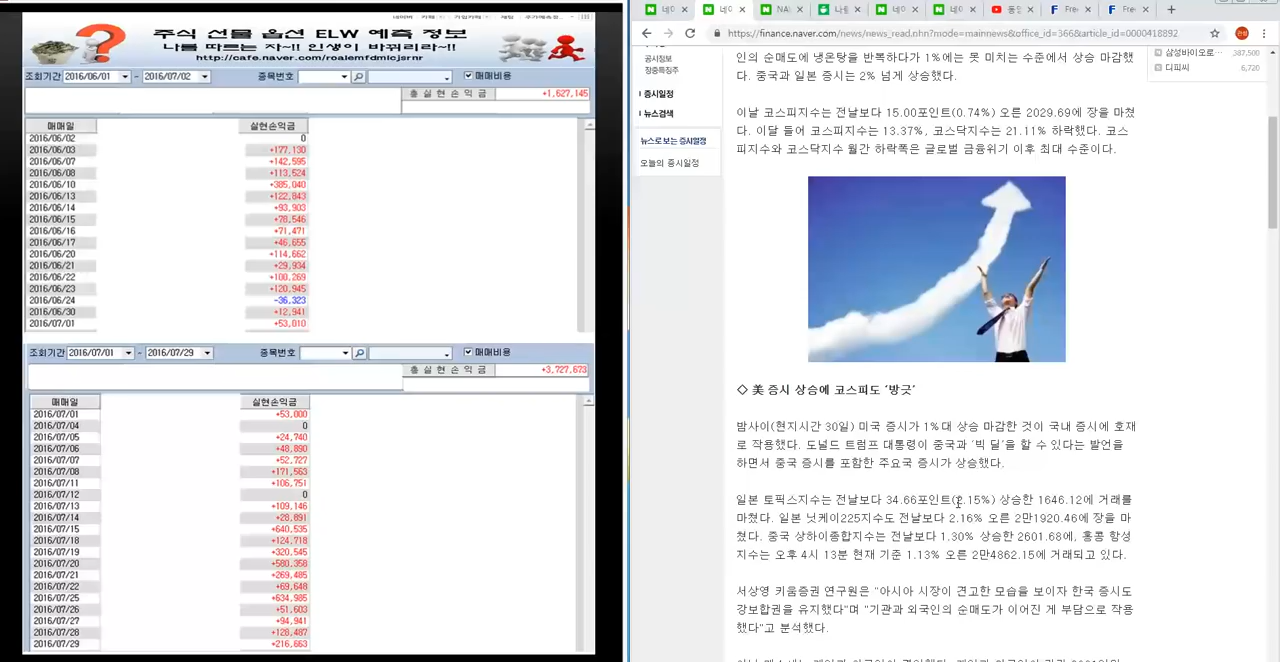 주식 선물 옵션 ELW 예측 정보
나를 따르는 자~!! 인생이 바뀌리라~!!
http://cafe.naver.com/roalemfdmlojsrnr
조회기간 2016/06/01 - 2016/07/02 종목번호 매매비용
총 실 현 손 익 금 +1,627,145
매매일 실현손익금
2016/06/02 0
2016/06/03 +177,130
2016/06/07 +142,595
2016/06/08 +113,524
2016/06/10 +385,040
2016/06/13 +122,843
2016/06/14 +93,903
2016/06/15 +78,546
2016/06/16 +71,471
2016/06/17 +46,655
2016/06/20 +114,662
2016/06/21 +29,934
2016/06/22 +100,269
2016/06/23 +120,945
2016/06/24 -36,323
2016/06/30 +12,941
2016/07/01 +53,010
조회기간 2016/07/01 - 2016/07/29 종목번호 매매비용
총 실 현 손 익 금 +3,727,673
매매일 실현손익금
2016/07/01 +53,000
2016/07/04 0
2016/07/05 +24,740
2016/07/06 +48,890
2016/07/07 +52,727
2016/07/08 +171,563
2016/07/11 +106,751
2016/07/12 0
2016/07/13 +109,146
2016/07/14 +28,891
2016/07/15 +640,535
2016/07/18 +124,718
2016/07/19 +320,545
2016/07/20 +580,358
2016/07/21 +269,485
2016/07/22 +69,648
2016/07/25 +634,985
2016/07/26 +51,603
2016/07/27 +94,941
2016/07/28 +128,487
2016/07/29 +216,663
https://finance.naver.com/news/news_read.nhn?mode=mainnews&office_id=366&article_id=0000418892
공시정보
장중특징주
증시일정
뉴스검색
뉴스로 보는 증시일정
오늘의 증시일정
삼성바이오로… 387,500
디피씨 6,720
인의 순매도에 냉온탕을 반복하다가 1%에는 못 미치는 수준에서 상승 마감했
다. 중국과 일본 증시는 2% 넘게 상승했다.
이날 코스피지수는 전날보다 15.00포인트(0.74%) 오른 2029.69에 장을 마쳤
다. 이달 들어 코스피지수는 13.37%, 코스닥지수는 21.11% 하락했다. 코스
피지수와 코스닥지수 월간 하락폭은 글로벌 금융위기 이후 최대 수준이다.
◇ 美 증시 상승에 코스피도 ‘방긋’
밤사이(현지시간 30일) 미국 증시가 1%대 상승 마감한 것이 국내 증시에 호재
로 작용했다. 도널드 트럼프 대통령이 중국과 ‘빅 딜’을 할 수 있다는 발언을
하면서 중국 증시를 포함한 주요국 증시가 상승했다.
일본 토픽스지수는 전날보다 34.66포인트(2.15%) 상승한 1646.12에 거래를
마쳤다. 일본 닛케이225지수도 전날보다 2.16% 오른 2만1920.46에 장을 마
쳤다. 중국 상하이종합지수는 전날보다 1.30% 상승한 2601.68에, 홍콩 항성
지수는 오후 4시 13분 현재 기준 1.13% 오른 2만4862.15에 거래되고 있다.
서상영 키움증권 연구원은 "아시아 시장이 견고한 모습을 보이자 한국 증시도
강보합권을 유지했다"며 "기관과 외국인의 순매도가 이어진 게 부담으로 작용
했다"고 분석했다.